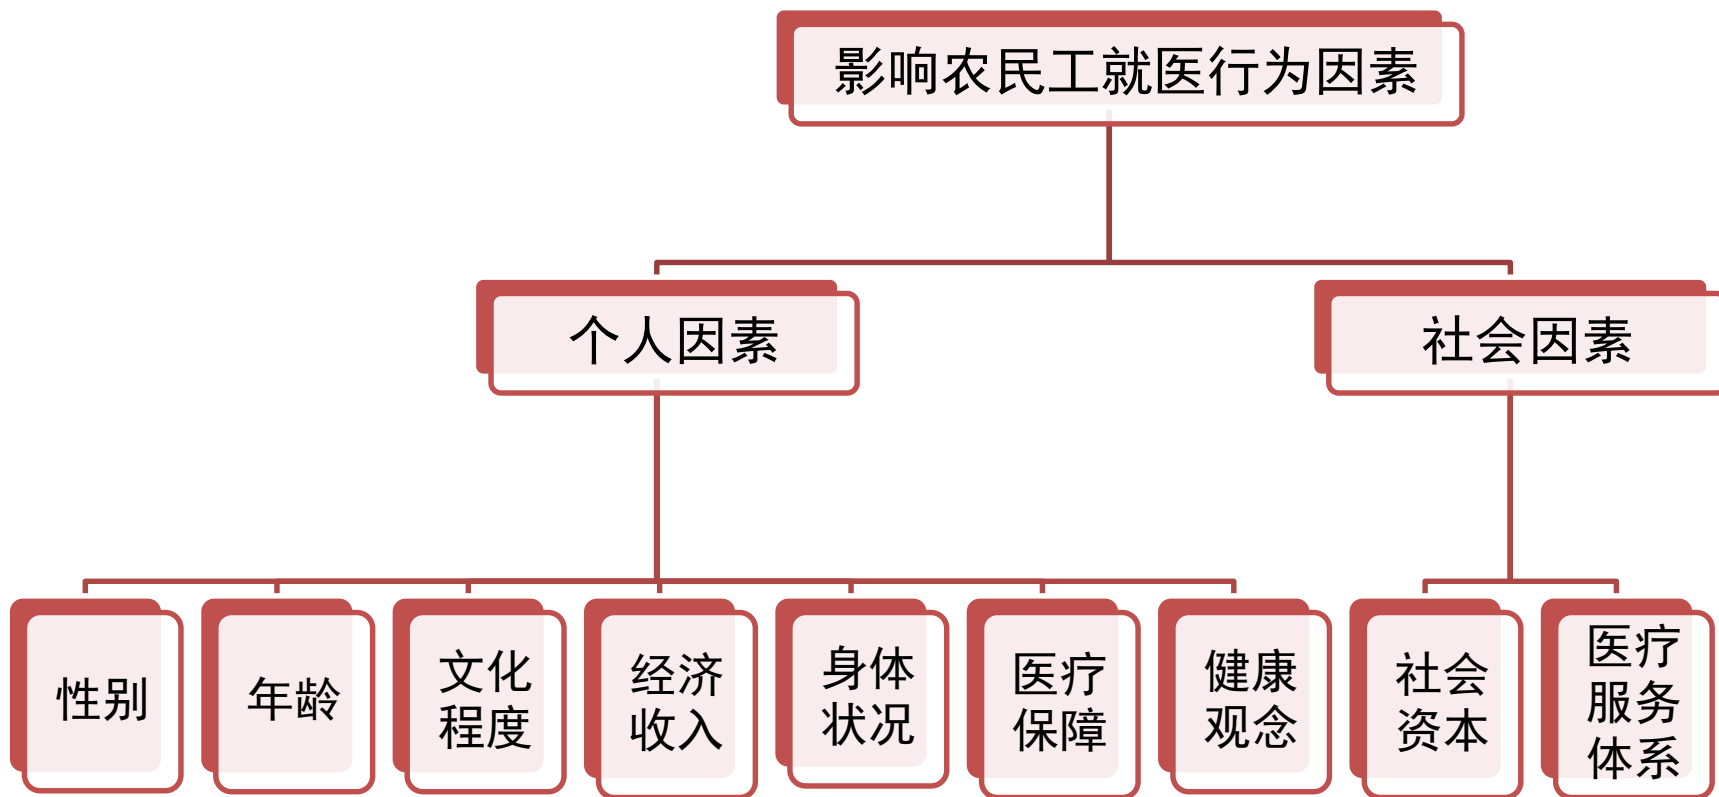 影响农民工就医行为因素
个人因素
社会因素
性别
年龄
文化
程度
经济
收入
身体
状况
医疗
保障
健康
观念
社会
资本
医疗
服务
体系